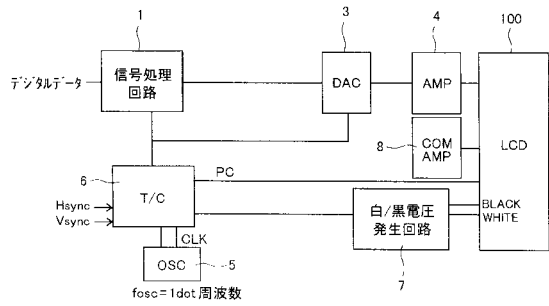 1
3
4
100
デジタルデータ
信号処理
回路
DAC
AMP
8
COM
AMP
LCD
6
T/C
PC
Hsync
Vsync
白/黒電圧
発生回路
BLACK
WHITE
CLK
OSC
5
7
fosc=1dot周波数